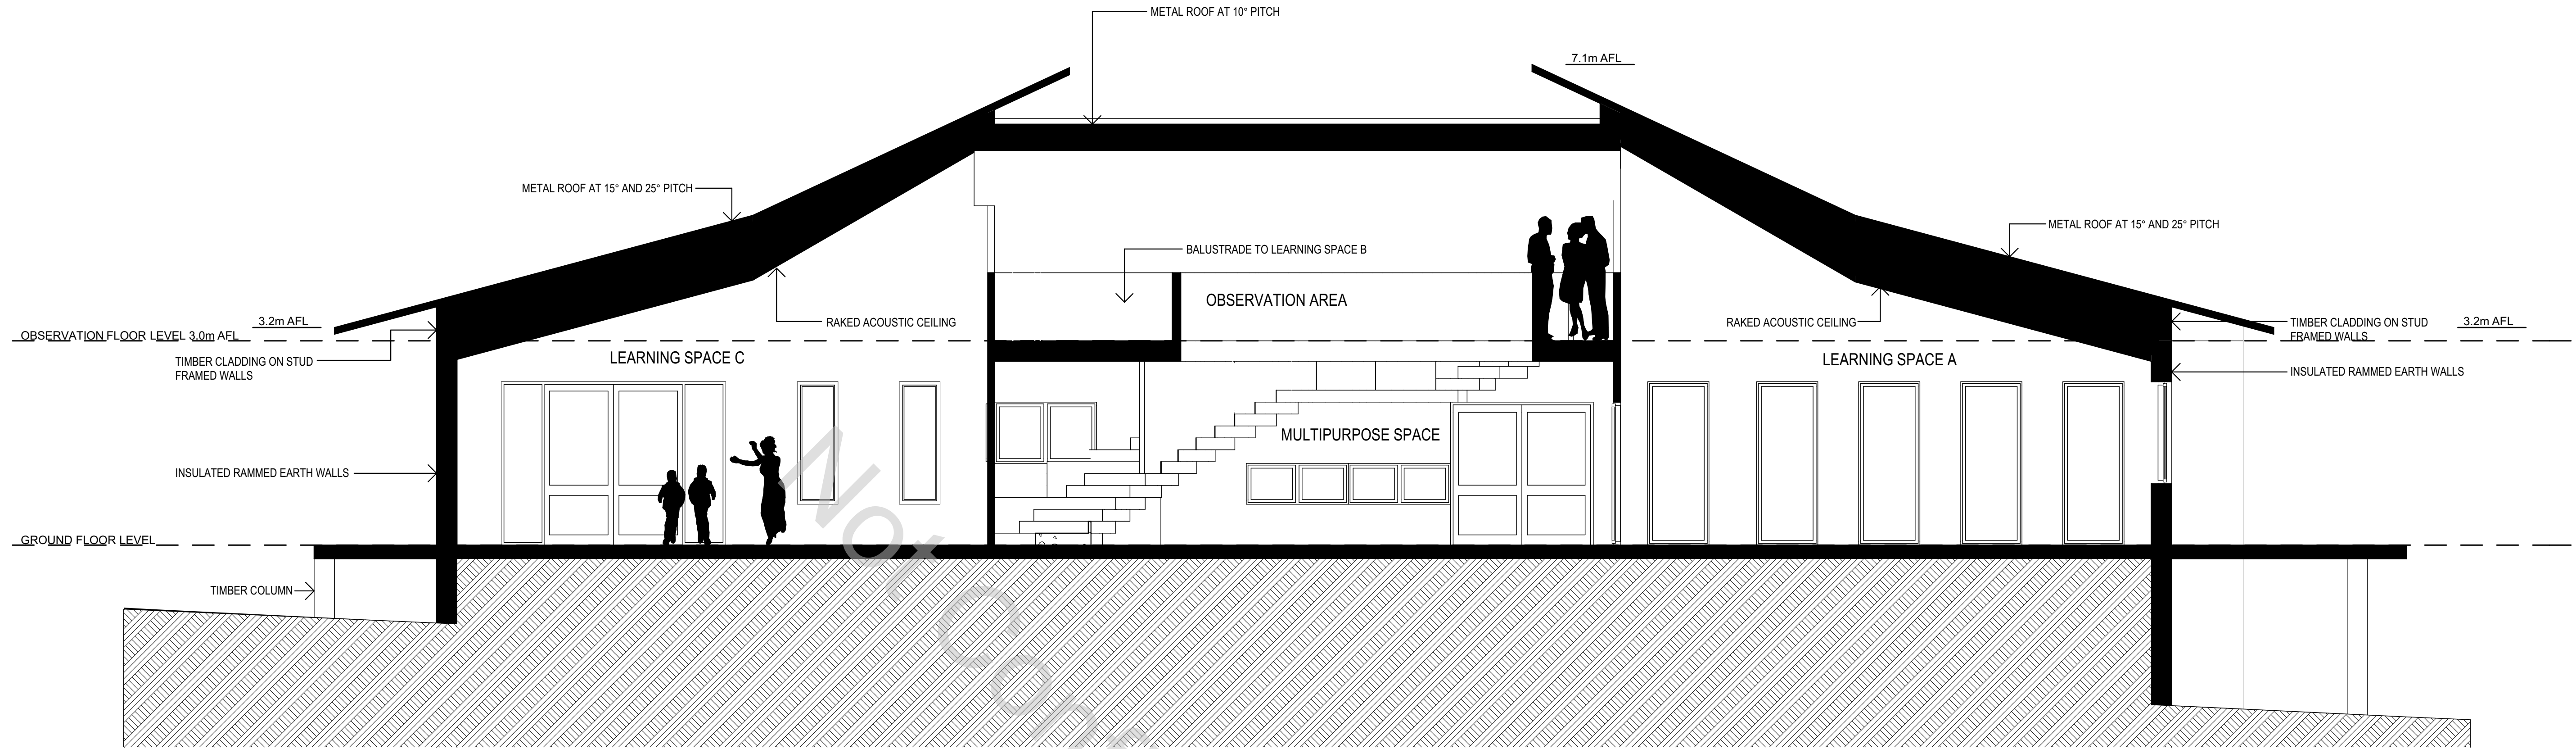 METAL ROOF AT 10° PITCH
7.1m AFL
METAL ROOF AT 15° AND 25° PITCH
METAL ROOF AT 15° AND 25° PITCH
BALUSTRADE TO LEARNING SPACE B
OBSERVATION AREA
3.2m AFL
RAKED ACOUSTIC CEILING
RAKED ACOUSTIC CEILING
TIMBER CLADDING ON STUD
FRAMED WALLS
3.2m AFL
OBSERVATION FLOOR LEVEL 3.0m AFL
TIMBER CLADDING ON STUD
FRAMED WALLS
LEARNING SPACE C
LEARNING SPACE A
INSULATED RAMMED EARTH WALLS
MULTIPURPOSE SPACE
INSULATED RAMMED EARTH WALLS
GROUND FLOOR LEVEL
TIMBER COLUMN
Not Con